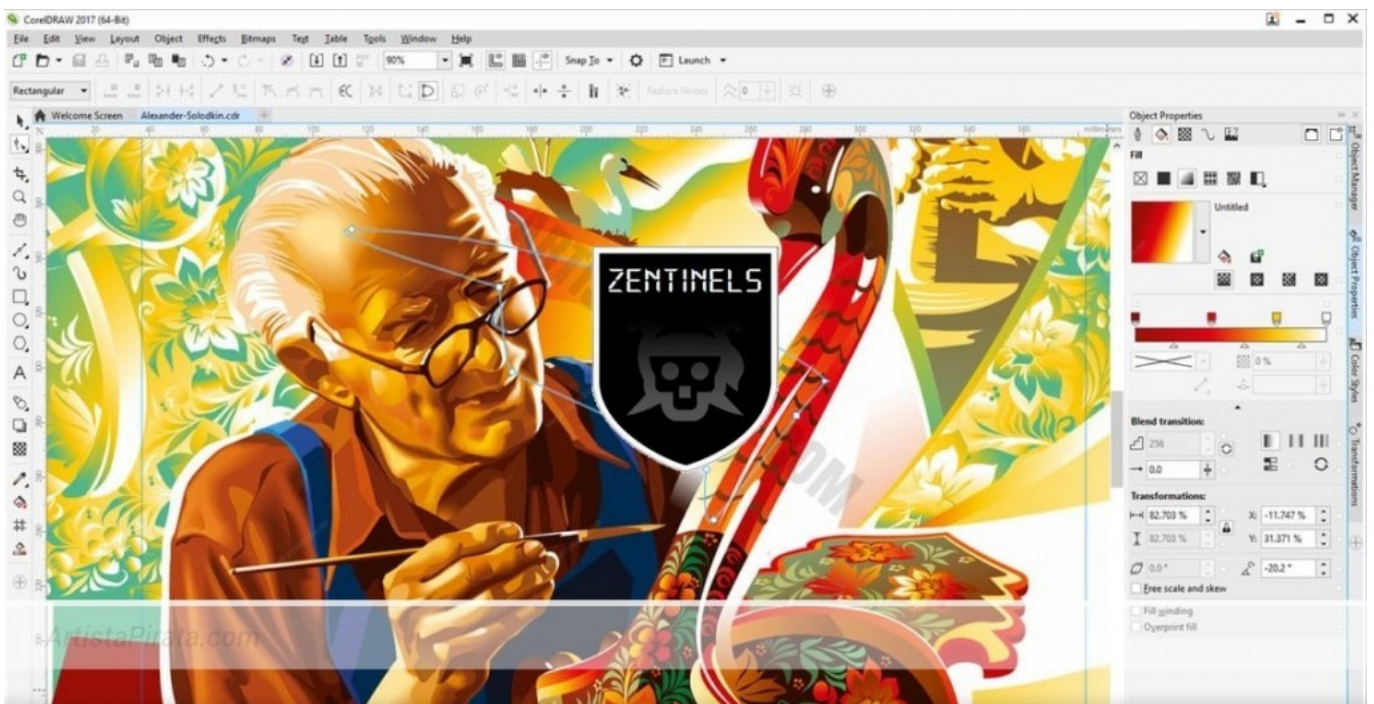 CorelDRAW 2017 (64-Bit)
File Edit View Layout Object Effects Bitmaps Text Table Tools Window Help
90% Snap To Launch
Rectangular Reduce Nodes 0
Welcome Screen Alexander-Solodkin.cdr
Object Properties
millimeters
Fill
Object Manager
Untitled
ZENTINELS
Object Properties
0 %
Color Styles
Blend transition:
256
0.0
Transformations
Transformations:
82.703 % X: -11.747 %
82.703 % Y: 31.371 %
0.0 ° -20.2 °
Free scale and skew
Fill winding
Overprint fill
ArtistaPirata.com